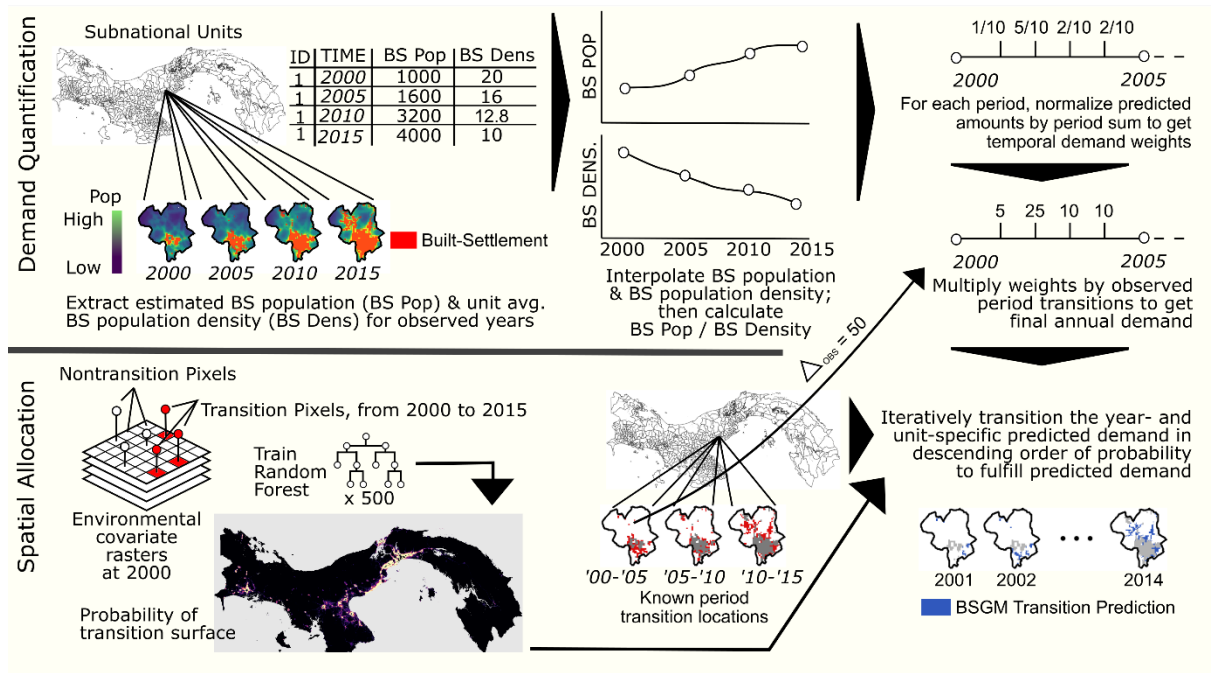 Demand Quantification
Subnational Units
ID TIME BS Pop BS Dens
1 2000 1000 20
1 2005 1600 16
1 2010 3200 12.8
1 2015 4000 10
Pop
High
Low
2000 2005 2010 2015
Built-Settlement
Extract estimated BS population (BS Pop) & unit avg.
BS population density (BS Dens) for observed years
BS POP
BS DENS.
2000 2005 2010 2015
Interpolate BS population
& BS population density;
then calculate
BS Pop / BS Density
1/10 5/10 2/10 2/10
2000 2005
For each period, normalize predicted
amounts by period sum to get
temporal demand weights
5 25 10 10
2000 2005
Multiply weights by observed
period transitions to get
final annual demand
Spatial Allocation
Nontransition Pixels
Transition Pixels, from 2000 to 2015
Train
Random
Forest
x 500
Environmental
covariate
rasters
at 2000
Probability of
transition surface
△OBS = 50
'00-'05 '05-'10 '10-'15
Known period
transition locations
Iteratively transition the year- and
unit-specific predicted demand in
descending order of probability
to fulfill predicted demand
2001 2002 2014
BSGM Transition Prediction